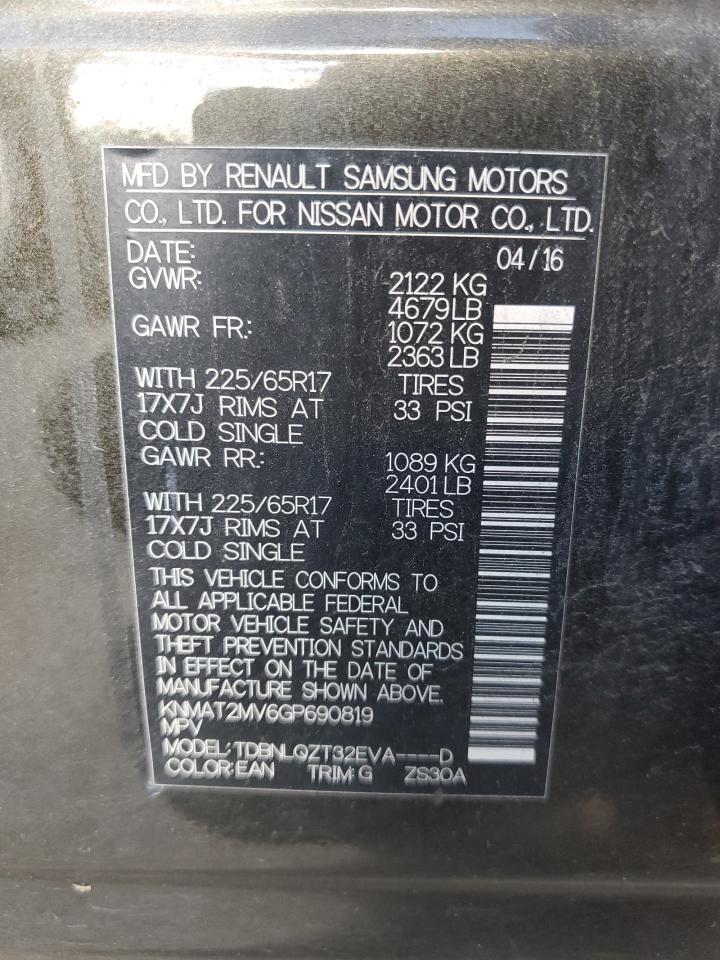 MFD BY RENAULT SAMSUNG MOTORS
CO., LTD. FOR NISSAN MOTOR CO., LTD.
DATE: 04/16
GVWR: 2122 KG
4679LB
GAWR FR: 1072 KG
2363 LB
WITH 225/65R17 TIRES
17X7J RIMS AT 33 PSI
COLD SINGLE
GAWR RR: 1089 KG
2401 LB
WITH 225/65R17 TIRES
17X7J RIMS AT 33 PSI
COLD SINGLE
THIS VEHICLE CONFORMS TO
ALL APPLICABLE FEDERAL
MOTOR VEHICLE SAFETY AND
THEFT PREVENTION STANDARDS
IN EFFECT ON THE DATE OF
MANUFACTURE SHOWN ABOVE.
KNMAT2MV6GP690819
MPV
MODEL: TDBNLQZT32EVA----D
COLOR: EAN TRIM: G ZS30A